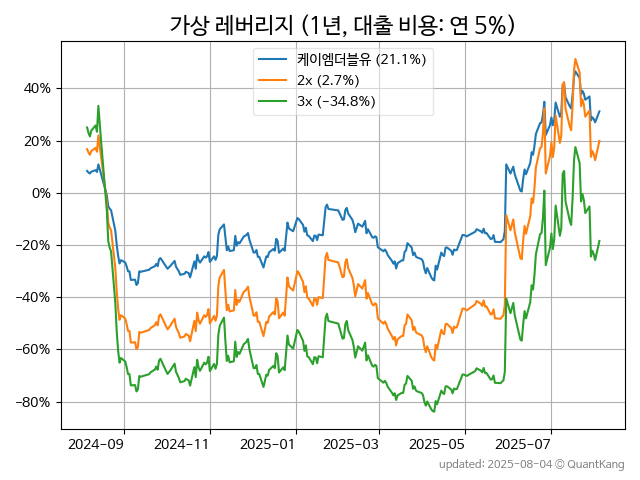 가상 레버리지 (1년, 대출 비용: 연 5%)
케이엠더블유 (21.1%)
2x (2.7%)
3x (−34.8%)
40%
20%
0%
−20%
−40%
−60%
−80%
2024-09
2024-11
2025-01
2025-03
2025-05
2025-07
updated: 2025-08-04 © QuantKang